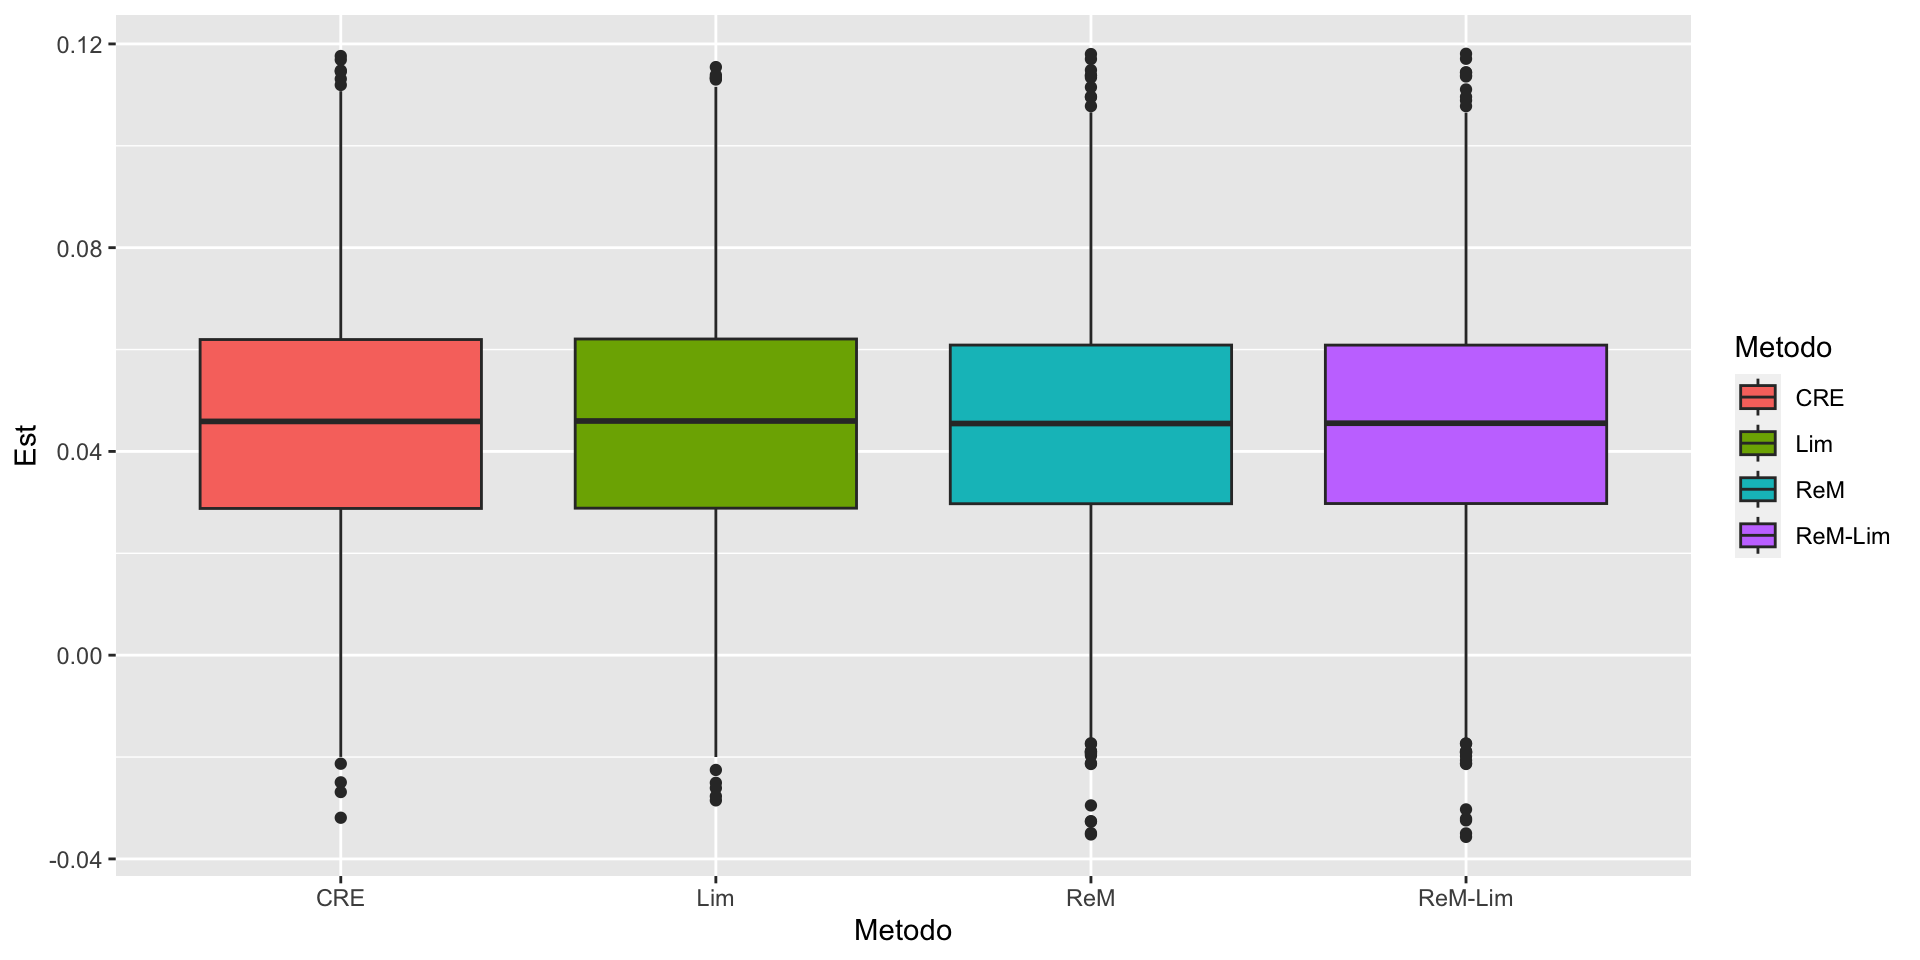 0.12
0.08
0.04
0.00
-0.04
Est
CRE
Lim
ReM
ReM-Lim
Metodo
Metodo
CRE
Lim
ReM
ReM-Lim